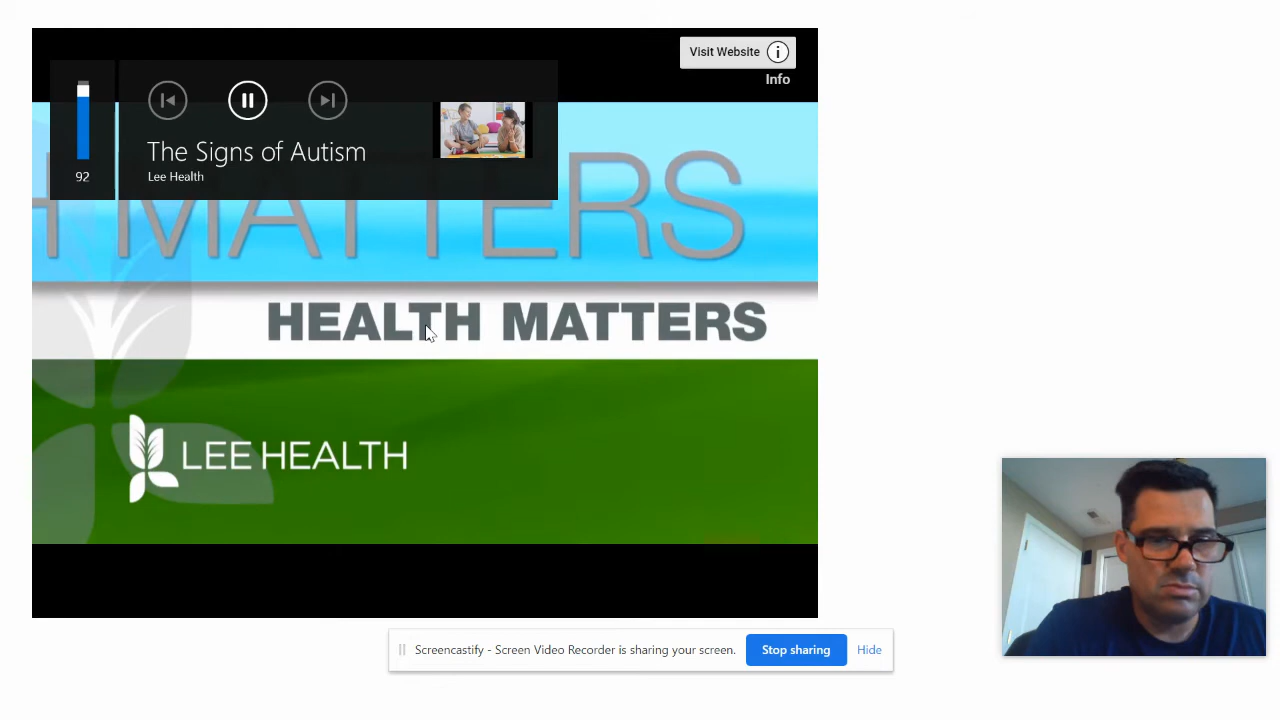 Visit Website
Info
92
The Signs of Autism
Lee Health
H MATTERS
HEALTH MATTERS
LEE HEALTH
Screencastify - Screen Video Recorder is sharing your screen.
Stop sharing
Hide